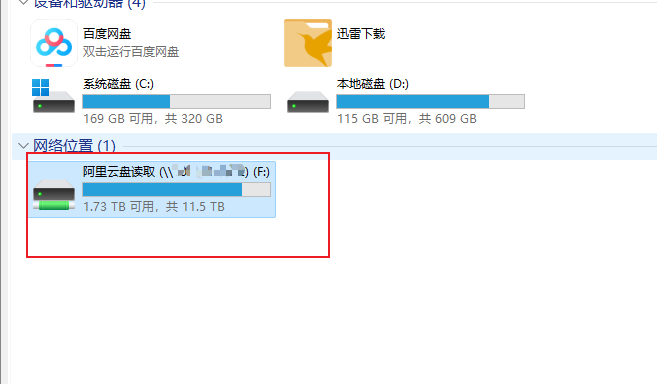 设备和驱动器 (4)
百度网盘
双击运行百度网盘
迅雷下载
系统磁盘 (C:)
169 GB 可用，共 320 GB
本地磁盘 (D:)
115 GB 可用，共 609 GB
网络位置 (1)
阿里云盘读取 (\\ ) (F:)
1.73 TB 可用，共 11.5 TB